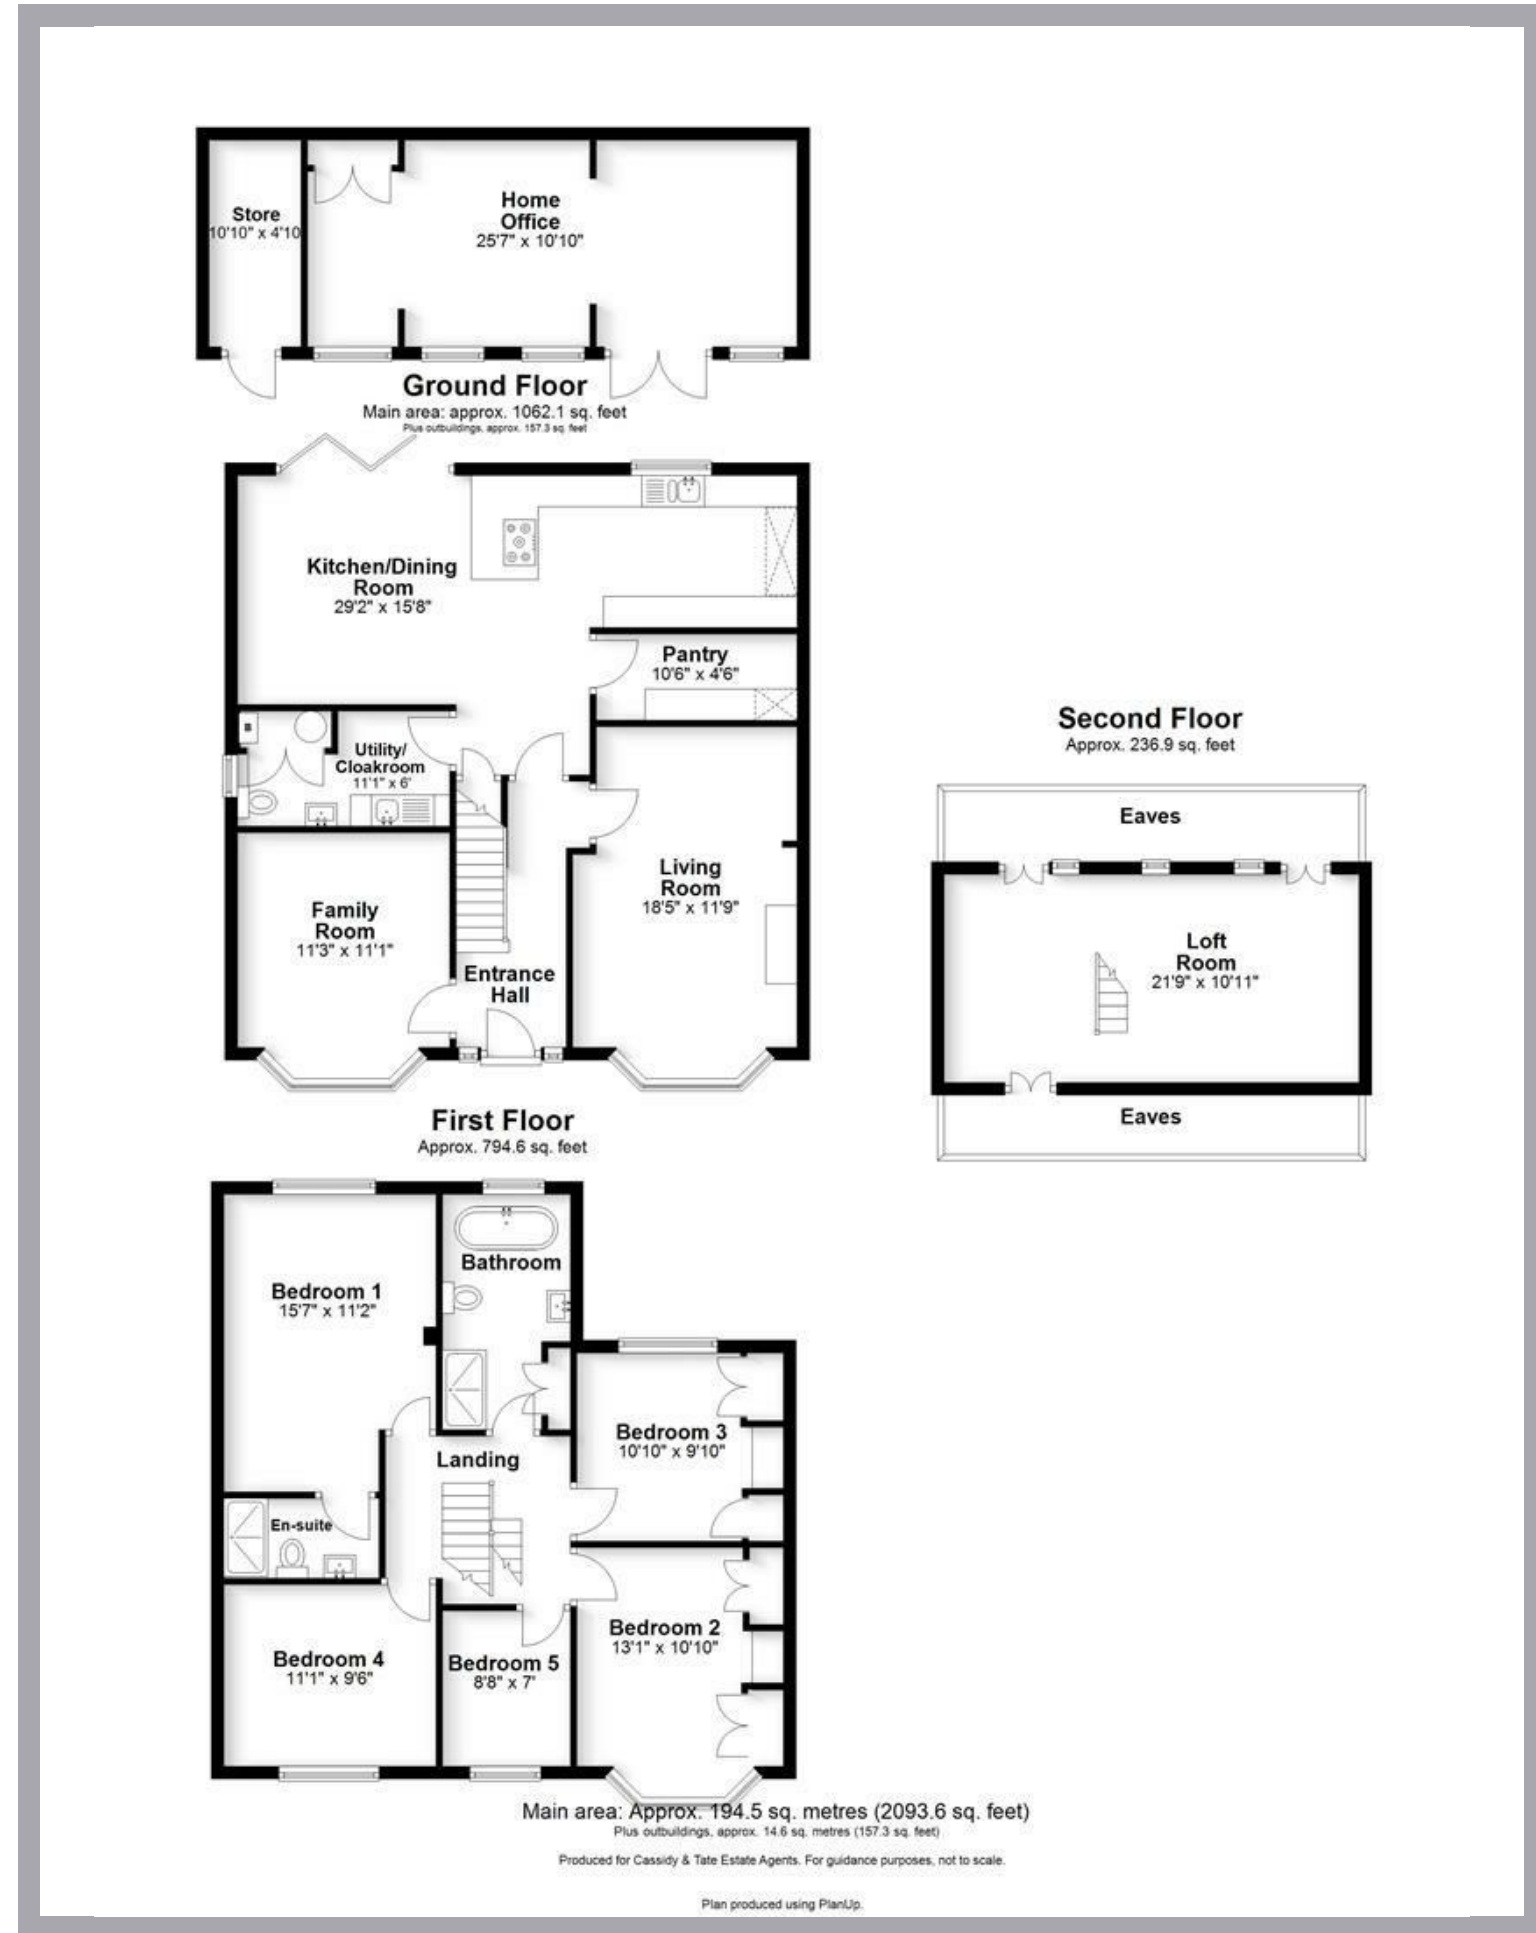 Store
10'10" x 4'10
Home
Office
25'7" x 10'10"
Ground Floor
Main area: approx. 1062.1 sq. feet
Plus outbuildings, approx. 157.3 sq. feet
Kitchen/Dining
Room
29'2" x 15'8"
Pantry
10'6" x 4'6"
B
Utility/
Cloakroom
11'1" x 6'
Family
Room
11'3" x 11'1"
Entrance
Hall
Living
Room
18'5" x 11'9"
Second Floor
Approx. 236.9 sq. feet
Eaves
Loft
Room
21'9" x 10'11"
Eaves
First Floor
Approx. 794.6 sq. feet
Bedroom 1
15'7" x 11'2"
Bathroom
Bedroom 3
10'10" x 9'10"
Landing
En-suite
Bedroom 4
11'1" x 9'6"
Bedroom 5
8'8" x 7'
Bedroom 2
13'1" x 10'10"
Main area: Approx. 194.5 sq. metres (2093.6 sq. feet)
Plus outbuildings, approx. 14.6 sq. metres (157.3 sq. feet)
Produced for Cassidy & Tate Estate Agents. For guidance purposes, not to scale.
Plan produced using PlanUp.